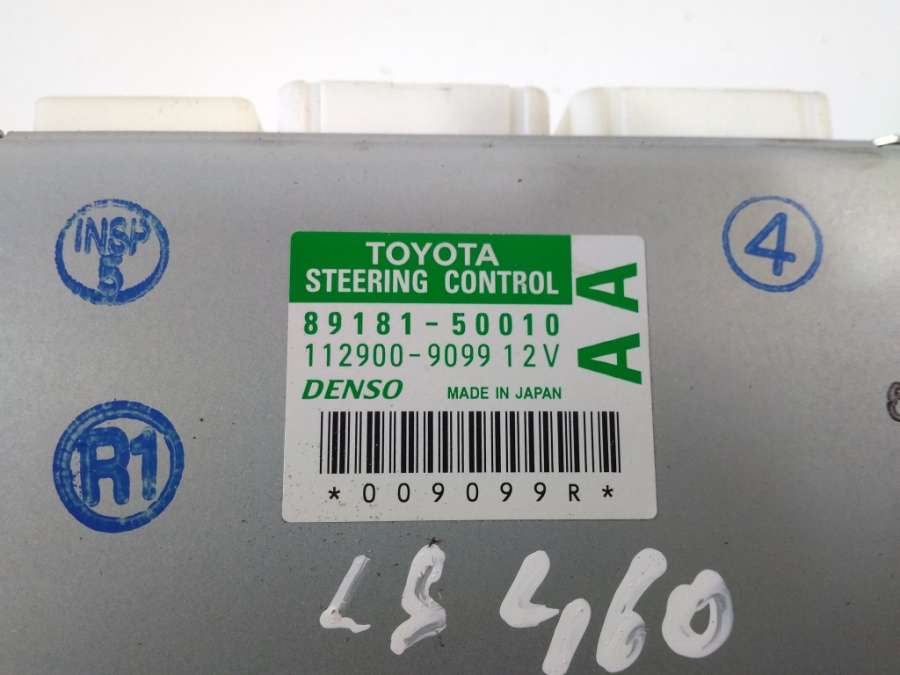 INSP
5
4
TOYOTA
STEERING CONTROL
AA
89181-50010
112900-9099 12V
DENSO MADE IN JAPAN
R1
*009099R*
LS 460